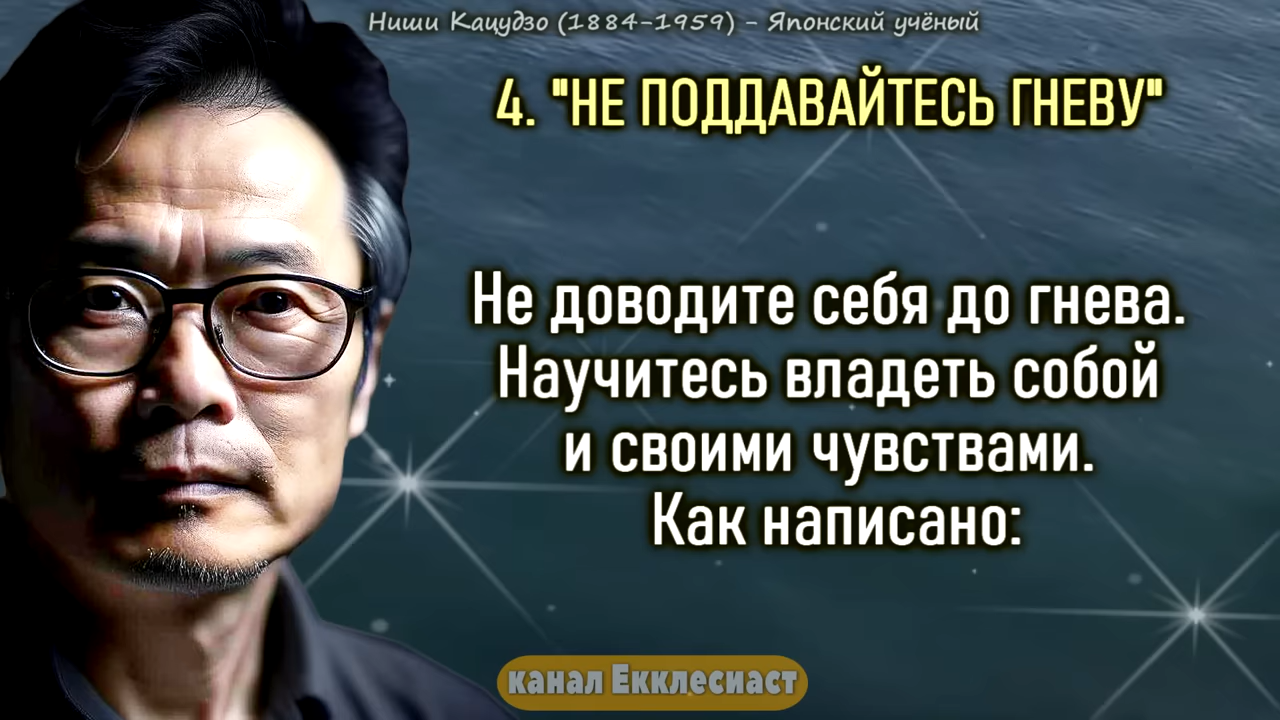 Ниши Кацудзо (1884-1959) - Японский учёный
4. "НЕ ПОДДАВАЙТЕСЬ ГНЕВУ"
Не доводите себя до гнева.
Научитесь владеть собой
и своими чувствами.
Как написано:
канал Екклесиаст